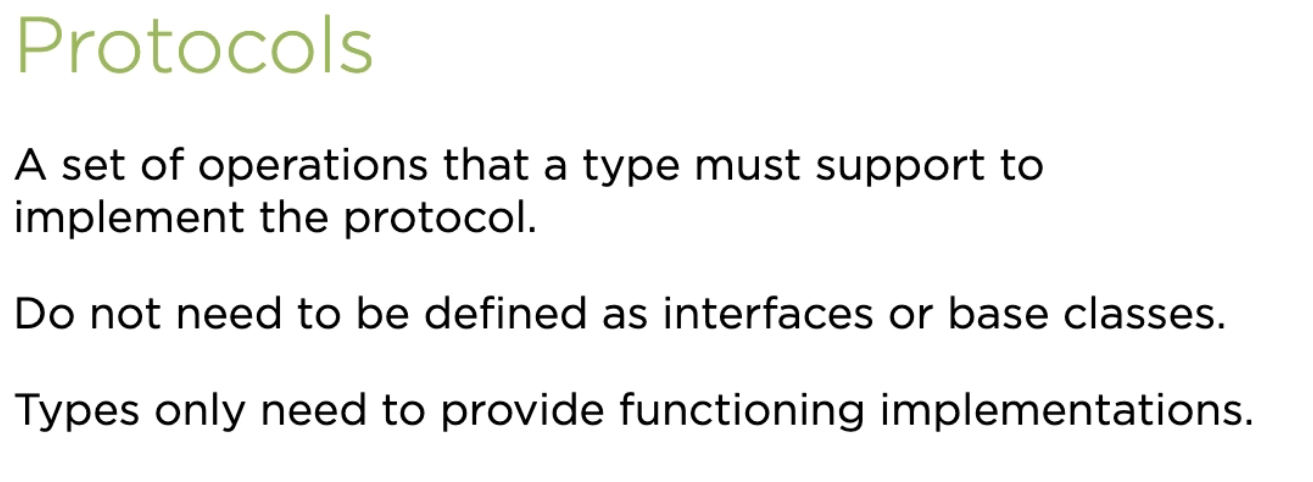 Protocols
A set of operations that a type must support to
implement the protocol.
Do not need to be defined as interfaces or base classes.
Types only need to provide functioning implementations.